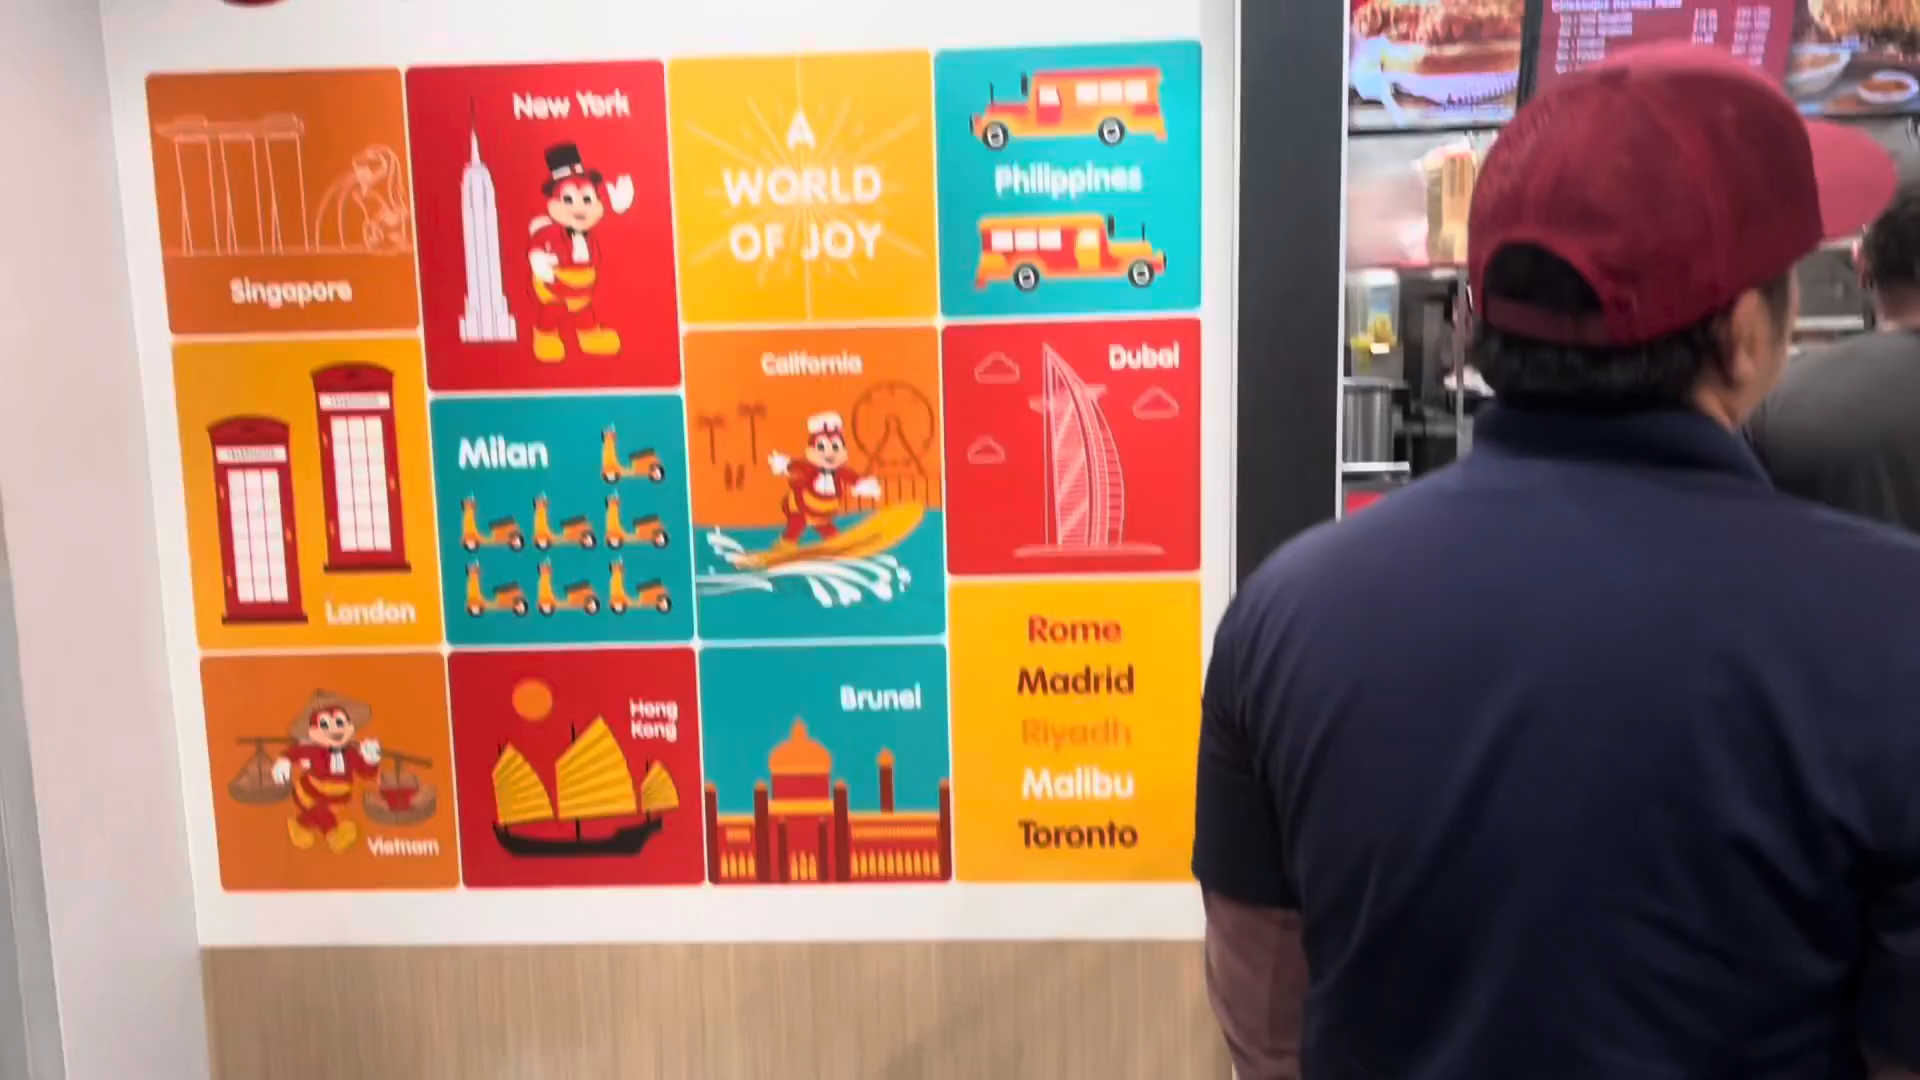 Singapore
New York
A
WORLD
OF JOY
Philippines
London
Milan
California
Dubai
Vietnam
Hong
Kong
Brunei
Rome
Madrid
Riyadh
Malibu
Toronto